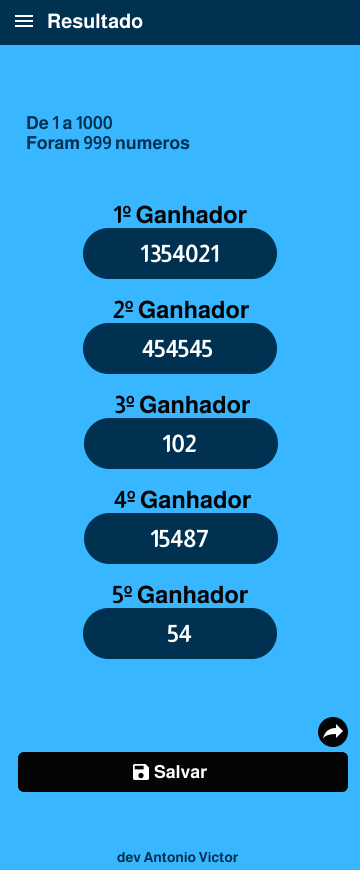 Resultado
De 1 a 1000
Foram 999 numeros
1º Ganhador
1354021
2º Ganhador
454545
3º Ganhador
102
4º Ganhador
15487
5º Ganhador
54
Salvar
dev Antonio Victor